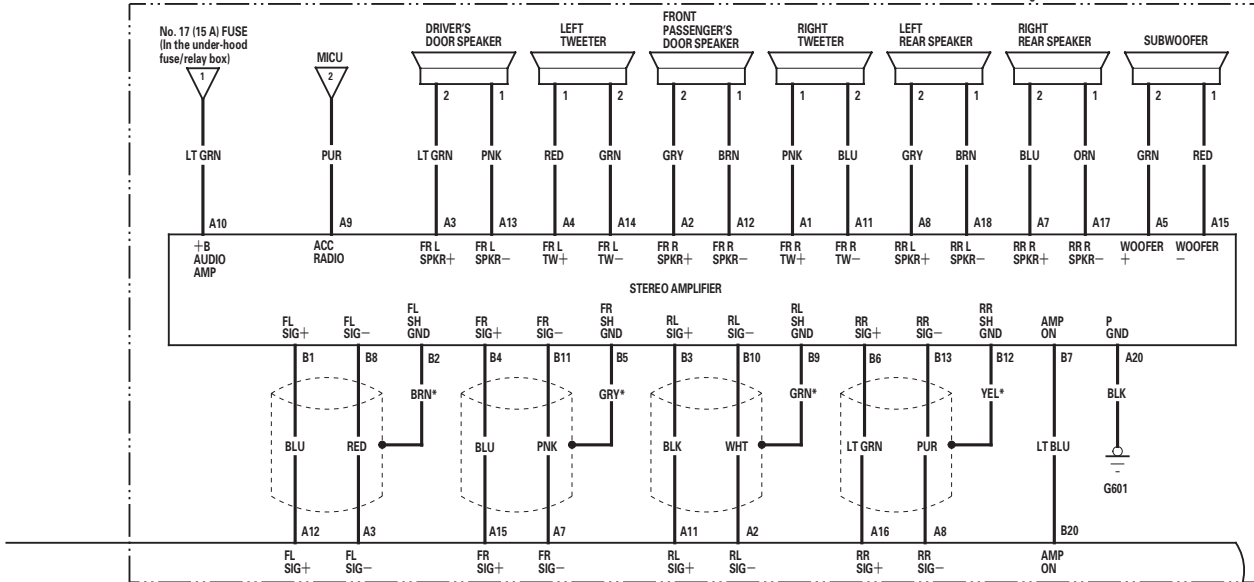 No. 17 (15 A) FUSE
(In the under-hood
fuse/relay box)
1
MICU
2
DRIVER'S
DOOR SPEAKER
LEFT
TWEETER
FRONT
PASSENGER'S
DOOR SPEAKER
RIGHT
TWEETER
LEFT
REAR SPEAKER
RIGHT
REAR SPEAKER
SUBWOOFER
2 1 1 2 2 1 1 2 2 1 2 1 2 1
LT GRN PUR LT GRN PNK RED GRN GRY BRN PNK BLU GRY BRN BLU ORN GRN RED
A10 A9 A3 A13 A4 A14 A2 A12 A1 A11 A8 A18 A7 A17 A5 A15
+B
AUDIO
AMP
ACC
RADIO
FR L
SPKR+
FR L
SPKR−
FR L
TW+
FR L
TW−
FR R
SPKR+
FR R
SPKR−
FR R
TW+
FR R
TW−
RR L
SPKR+
RR L
SPKR−
RR R
SPKR+
RR R
SPKR−
WOOFER
+
WOOFER
−
STEREO AMPLIFIER
FL
SIG+
FL
SIG−
FL
SH
GND
FR
SIG+
FR
SIG−
FR
SH
GND
RL
SIG+
RL
SIG−
RL
SH
GND
RR
SIG+
RR
SIG−
RR
SH
GND
AMP
ON
P
GND
B1 B8 B2 B4 B11 B5 B3 B10 B9 B6 B13 B12 B7 A20
BRN* GRY* GRN* YEL* BLK
BLU RED BLU PNK BLK WHT LT GRN PUR LT BLU
G601
A12 A3 A15 A7 A11 A2 A16 A8 B20
FL
SIG+
FL
SIG−
FR
SIG+
FR
SIG−
RL
SIG+
RL
SIG−
RR
SIG+
RR
SIG−
AMP
ON